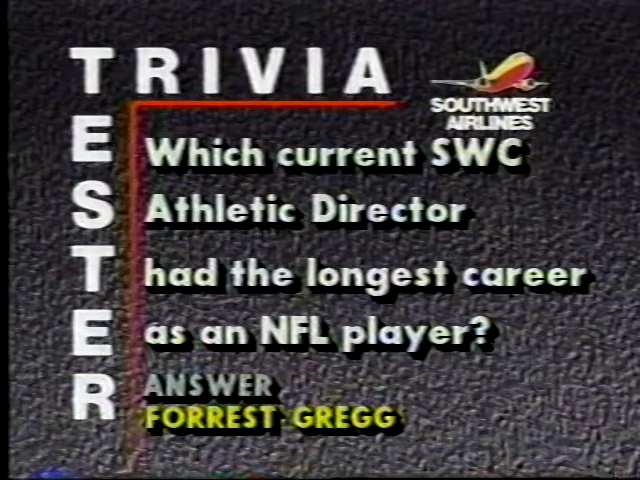 TRIVIA
TESTER
SOUTHWEST
AIRLINES
Which current SWC
Athletic Director
had the longest career
as an NFL player?
ANSWER
FORREST GREGG